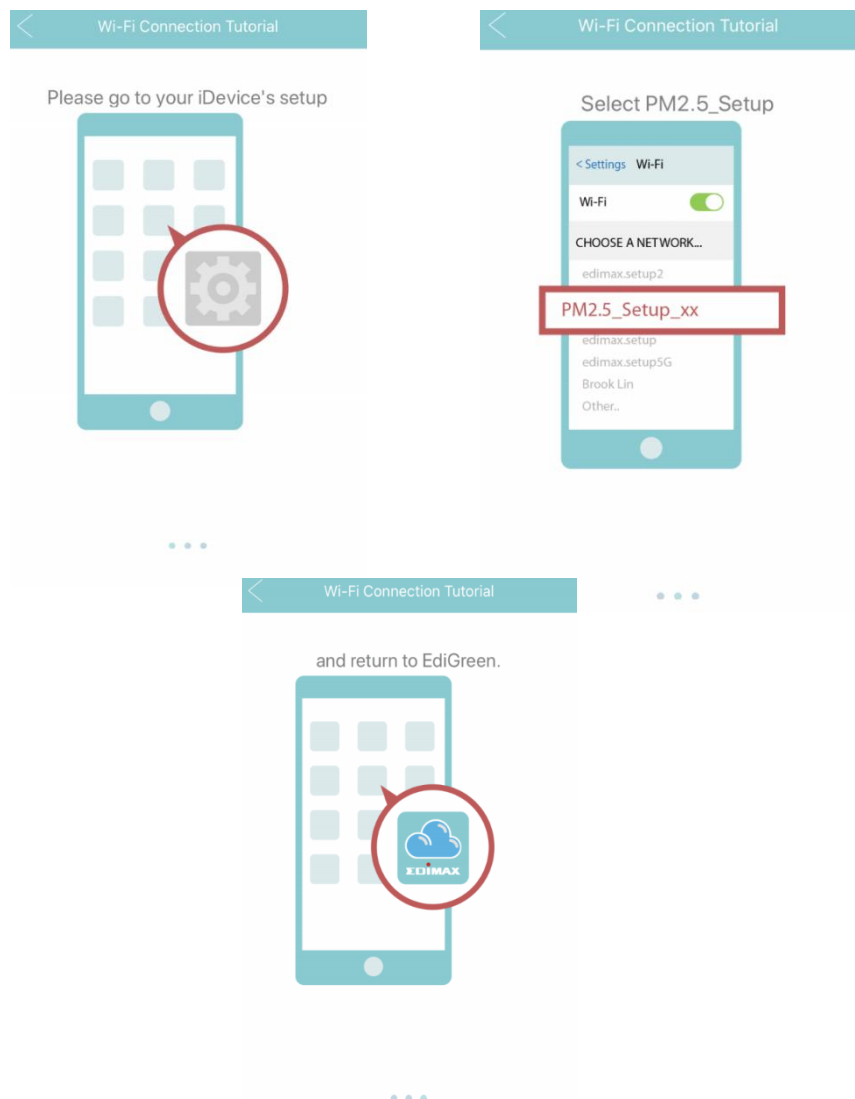 Wi-Fi Connection Tutorial
Please go to your iDevice's setup
Wi-Fi Connection Tutorial
Select PM2.5_Setup
< Settings Wi-Fi
Wi-Fi
CHOOSE A NETWORK...
edimax.setup2
PM2.5_Setup_xx
edimax.setup
edimax.setup5G
Brook Lin
Other..
Wi-Fi Connection Tutorial
and return to EdiGreen.
EDIMAX